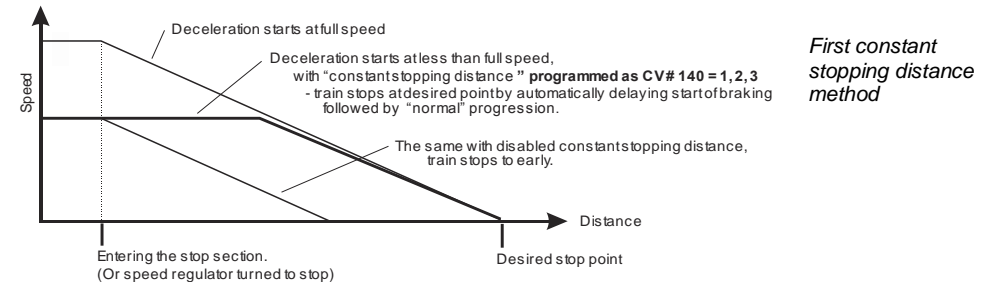 Deceleration starts at full speed
Deceleration starts at less than full speed,
with “constant stopping distance ” programmed as CV# 140 = 1, 2, 3
- train stops at desired point by automatically delaying start of braking
followed by “normal” progression.
First constant
stopping distance
method
Speed
The same with disabled constant stopping distance,
train stops to early.
Distance
Entering the stop section.
(Or speed regulator turned to stop)
Desired stop point